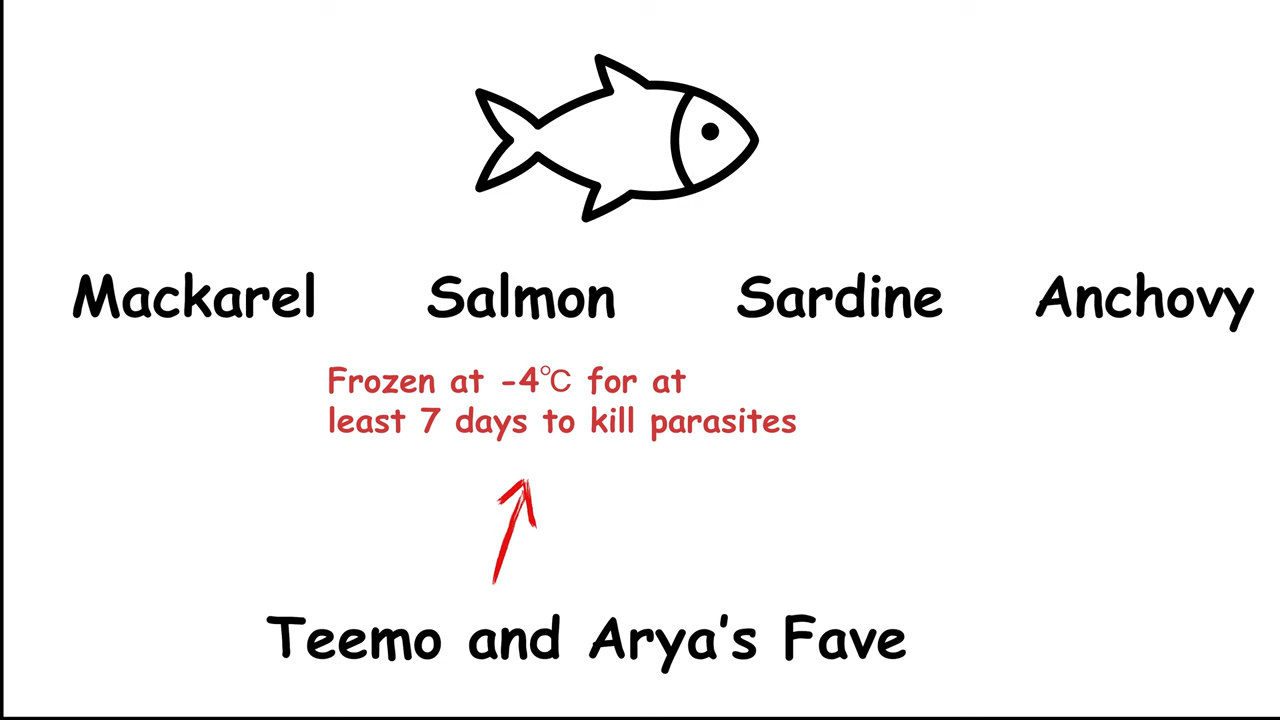 Mackarel Salmon Sardine Anchovy
Frozen at -4℃ for at
least 7 days to kill parasites
Teemo and Arya's Fave